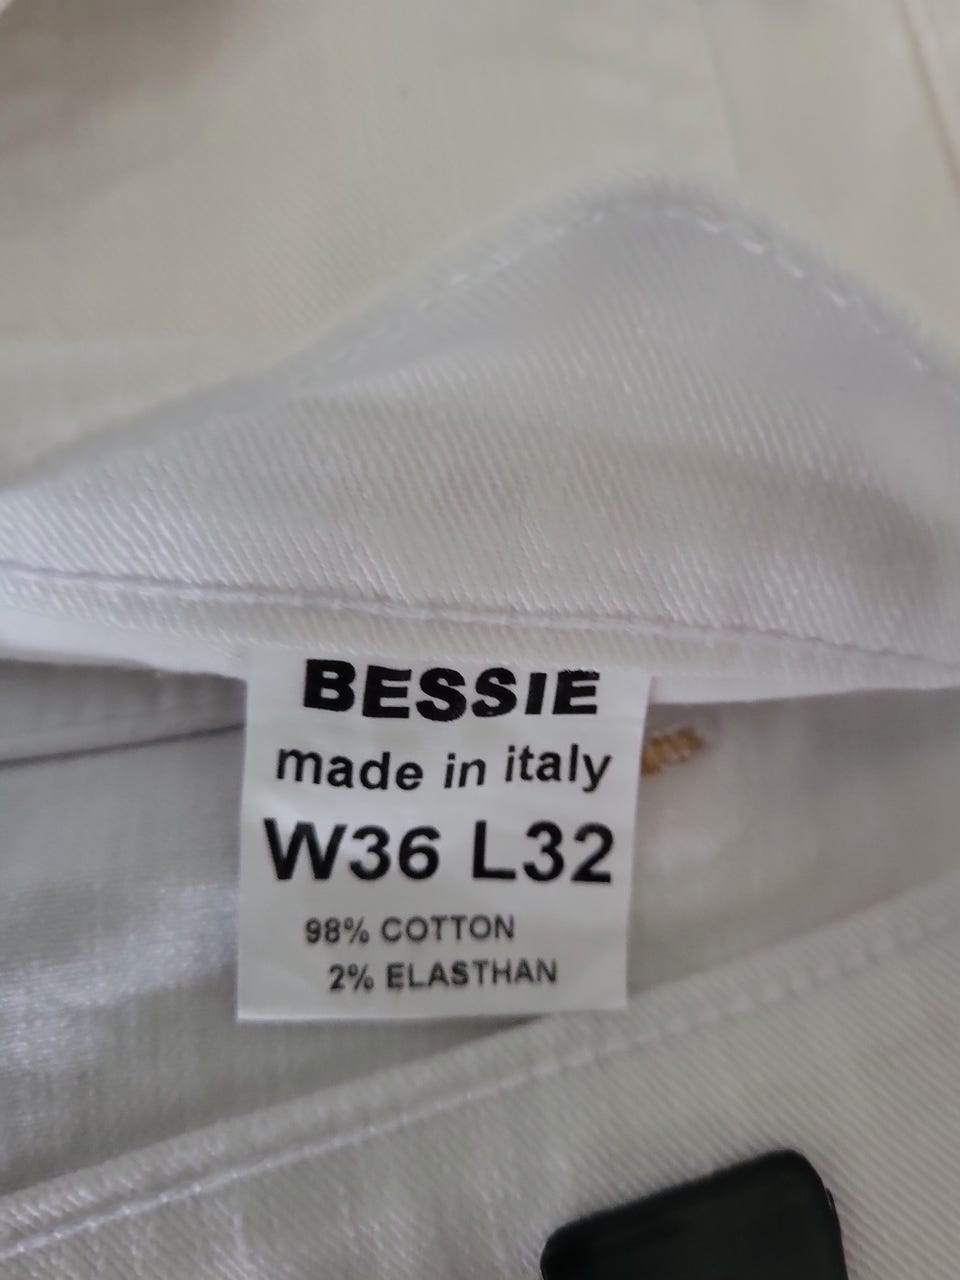 BESSIE
made in italy
W36 L32
98% COTTON
2% ELASTHAN